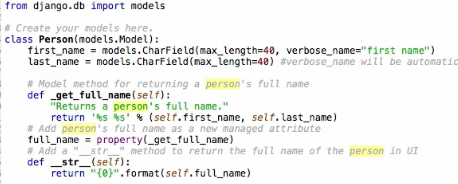 from django.db import models
# Create your models here.
class Person(models.Model):
    first_name = models.CharField(max_length=40, verbose_name="first name")
    last_name = models.CharField(max_length=40) #verbose_name will be automatic
    # Model method for returning a person's full name
    def _get_full_name(self):
        "Returns a person's full name."
        return '%s %s' % (self.first_name, self.last_name)
    # Add person's full name as a new managed attribute
    full_name = property(_get_full_name)
    # Add a "__str__" method to return the full name of the person in UI
    def __str__(self):
        return "{0}".format(self.full_name)